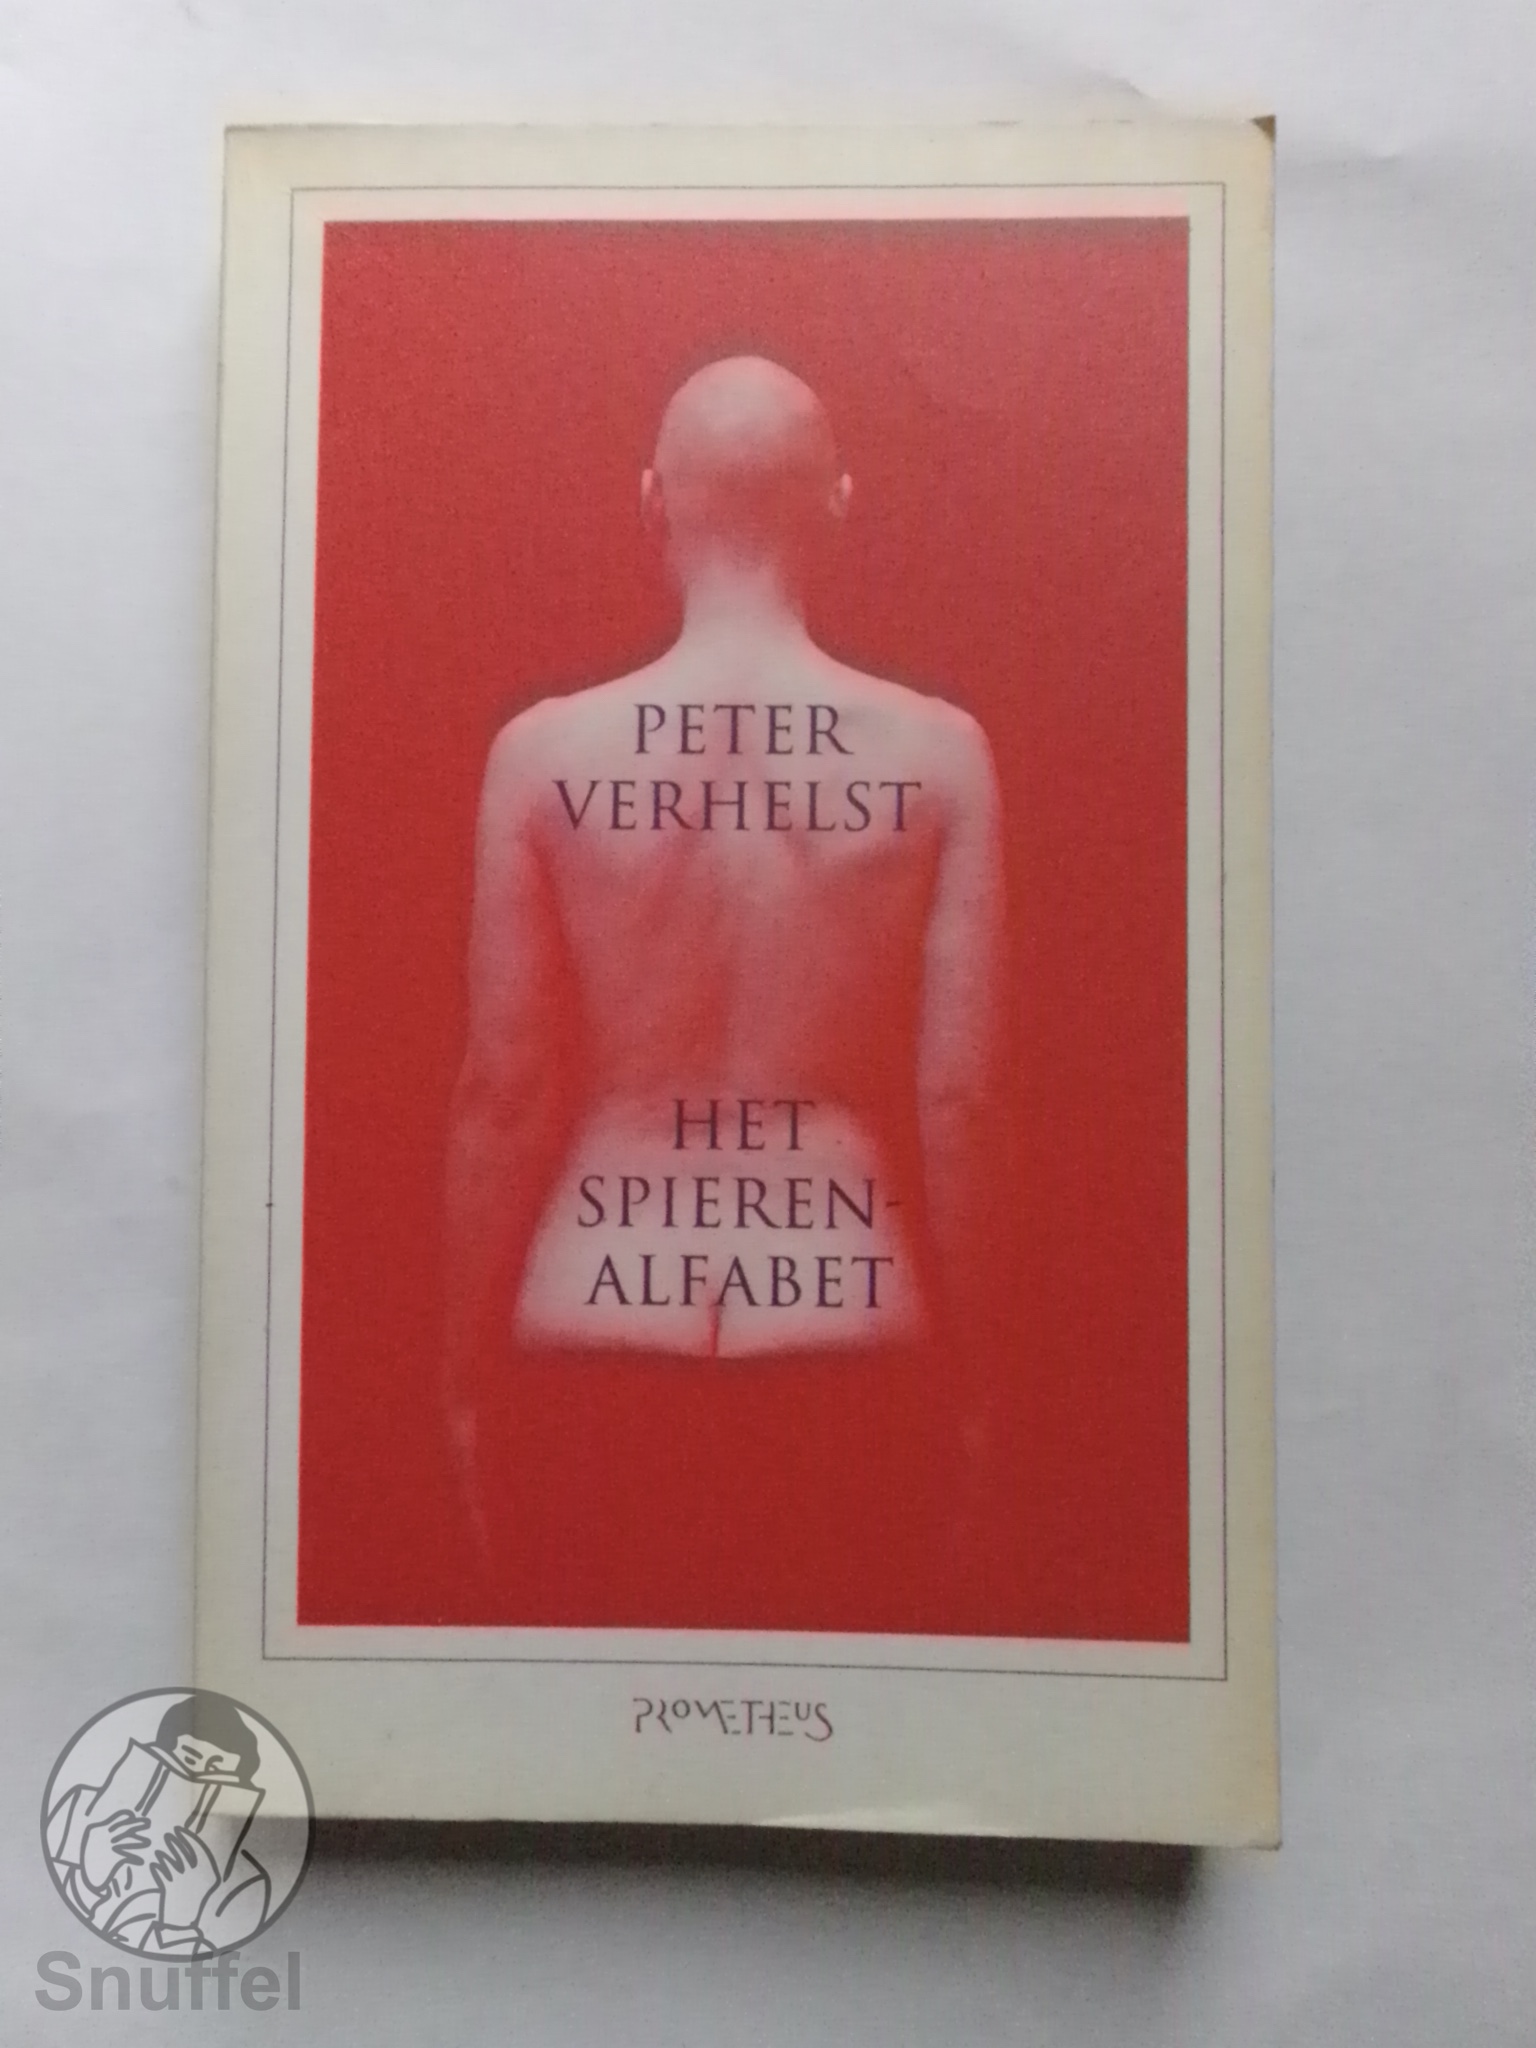 PETER
VERHELST
HET
SPIEREN-
ALFABET
PROMETHEUS
Snuffel